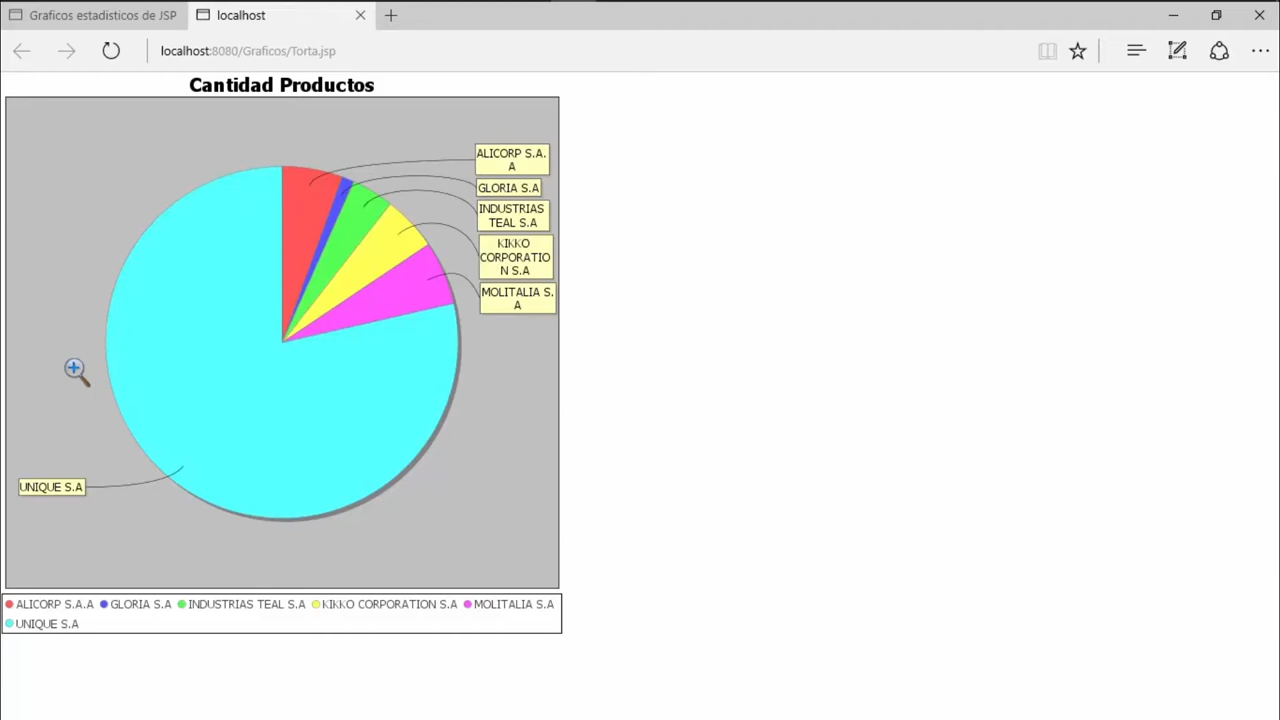 Graficos estadisticos de JSP
localhost
localhost:8080/Graficos/Torta.jsp
Cantidad Productos
ALICORP S.A.
A
GLORIA S.A
INDUSTRIAS
TEAL S.A
KIKKO
CORPORATIO
N S.A
MOLITALIA S.
A
UNIQUE S.A
ALICORP S.A.A GLORIA S.A INDUSTRIAS TEAL S.A KIKKO CORPORATION S.A MOLITALIA S.A
UNIQUE S.A